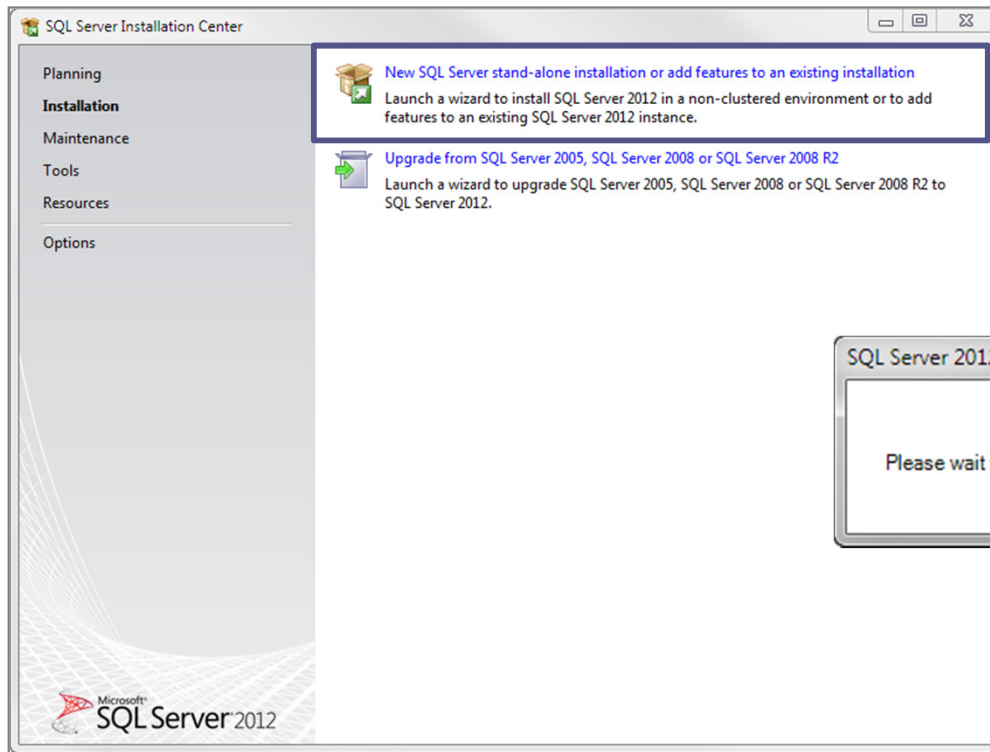 SQL Server Installation Center
Planning
Installation
Maintenance
Tools
Resources
Options
New SQL Server stand-alone installation or add features to an existing installation
Launch a wizard to install SQL Server 2012 in a non-clustered environment or to add
features to an existing SQL Server 2012 instance.
Upgrade from SQL Server 2005, SQL Server 2008 or SQL Server 2008 R2
Launch a wizard to upgrade SQL Server 2005, SQL Server 2008 or SQL Server 2008 R2 to
SQL Server 2012.
SQL Server 201
Please wait
Microsoft®
SQL Server® 2012